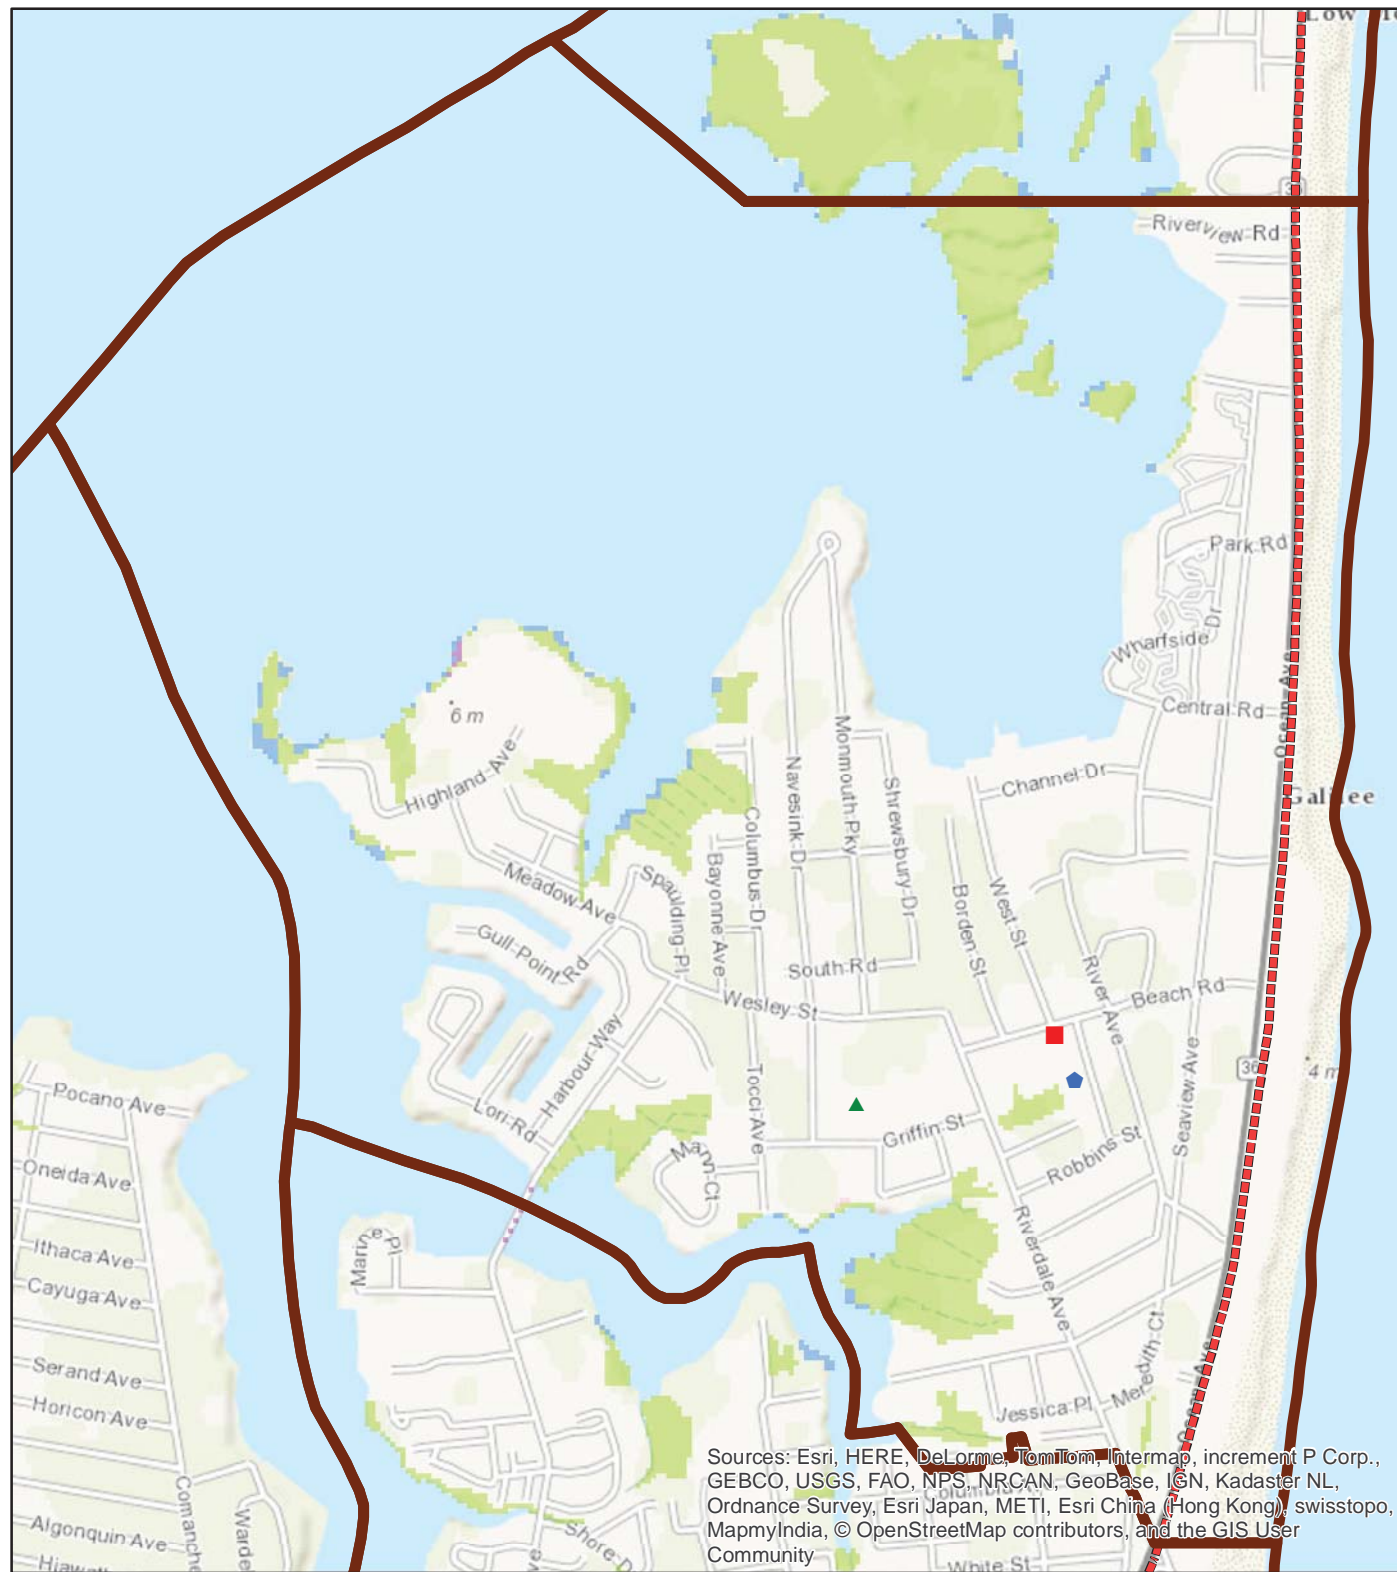 Riverview Rd
Park Rd
Wharfside Dr
Central Rd
Ocean Ave
6 m
Highland Ave
Channel Dr
Galilee
Monmouth Pky
Navesink Dr
Shrewsbury Dr
Columbus Dr
Bayonne Ave
Spaulding Pl
Meadow Ave
Borden St
West St
Gull Point Rd
South Rd
River Ave
Beach Rd
Wesley St
Harbour Way
36
4 m
Pocano Ave
Lori Rd
Tocci Ave
Griffin St
Seaview Ave
Robbins St
Oneida Ave
Marine Pl
Riverdale Ave
Ithaca Ave
Cayuga Ave
Serand Ave
Horicon Ave
Meredith Ct
Ocean Ave
Jessica Pl
Sources: Esri, HERE, DeLorme, TomTom, Intermap, increment P Corp.,
GEBCO, USGS, FAO, NPS, NRCAN, GeoBase, IGN, Kadaster NL,
Ordnance Survey, Esri Japan, METI, Esri China (Hong Kong), swisstopo,
MapmyIndia, © OpenStreetMap contributors, and the GIS User
Community
Algonquin Ave
White St